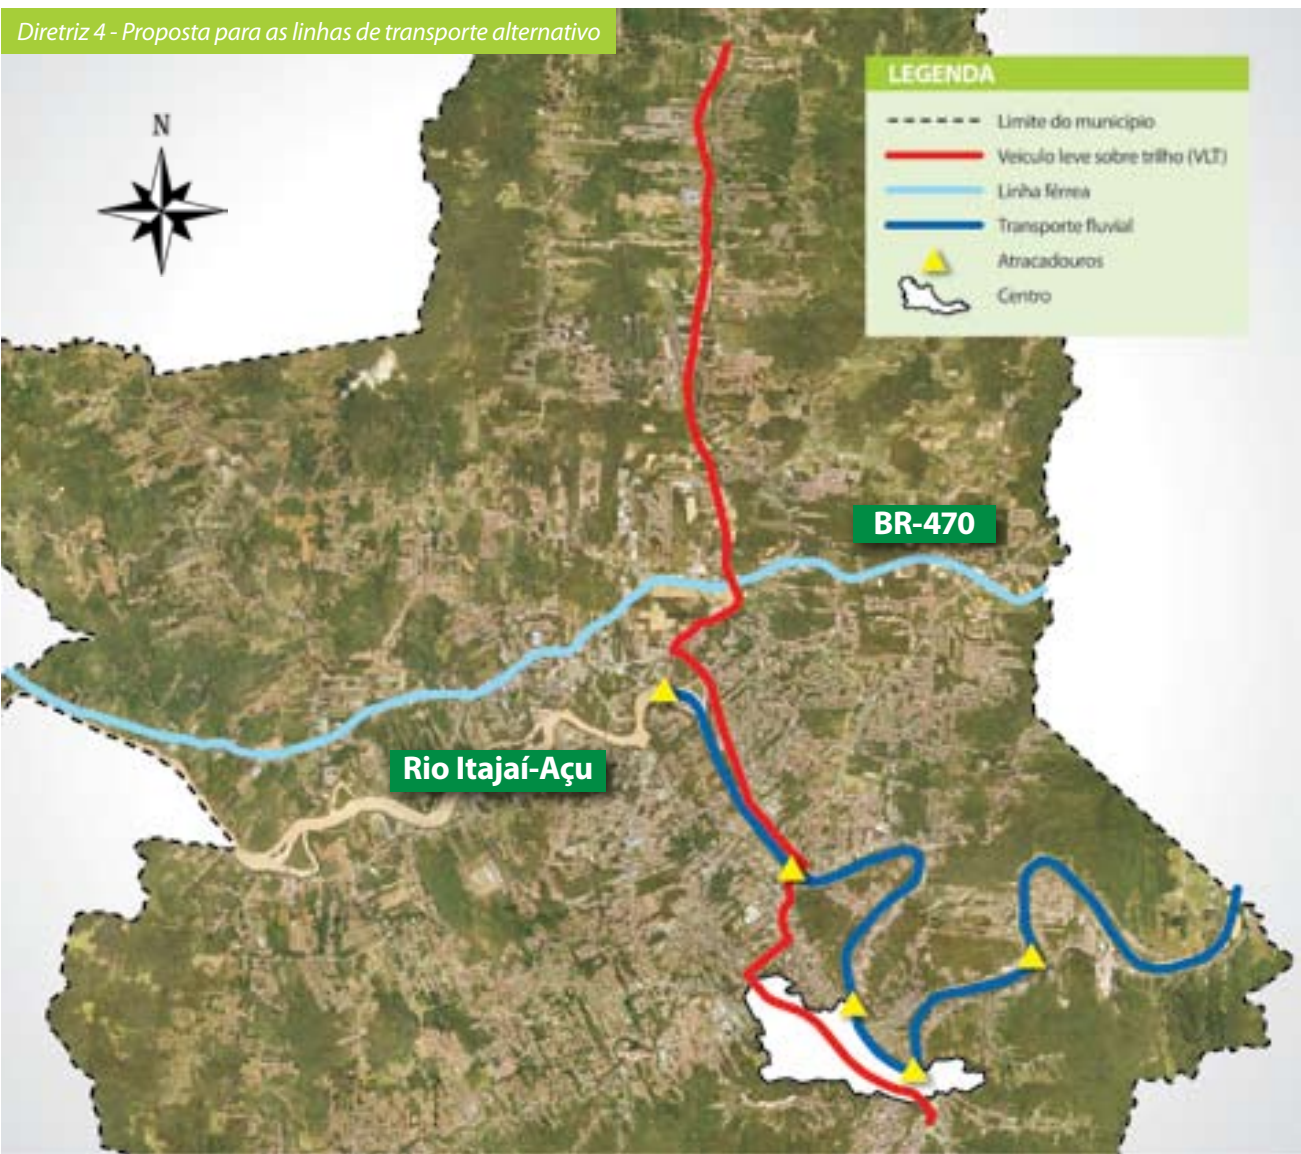 Diretriz 4 - Proposta para as linhas de transporte alternativo
N
LEGENDA
Limite do município
Veículo leve sobre trilho (VLT)
Linha férrea
Transporte fluvial
Atracadouros
Centro
BR-470
Rio Itajaí-Açu